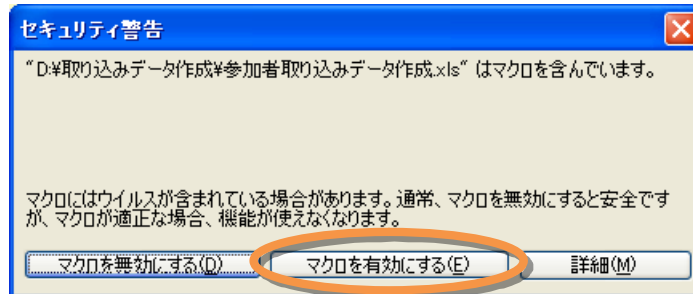 セキュリティ警告
“D:¥取り込みデータ作成¥参加者取り込みデータ作成.xls” はマクロを含んでいます。
マクロにはウイルスが含まれている場合があります。通常、マクロを無効にすると安全です
が、マクロが適正な場合、機能が使えなくなります。
マクロを無効にする(D) マクロを有効にする(E) 詳細(M)